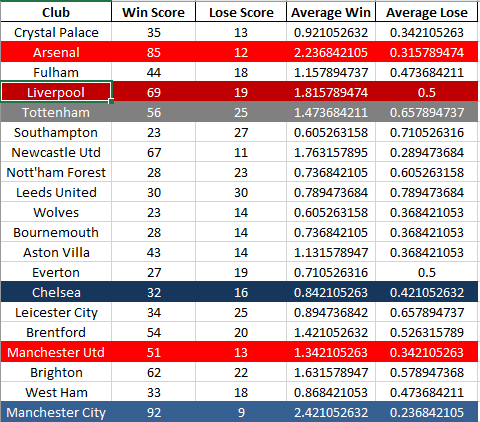 Club Win Score Lose Score Average Win Average Lose
Crystal Palace 35 13 0.921052632 0.342105263
Arsenal 85 12 2.236842105 0.315789474
Fulham 44 18 1.157894737 0.473684211
Liverpool 69 19 1.815789474 0.5
Tottenham 56 25 1.473684211 0.657894737
Southampton 23 27 0.605263158 0.710526316
Newcastle Utd 67 11 1.763157895 0.289473684
Nott'ham Forest 28 23 0.736842105 0.605263158
Leeds United 30 30 0.789473684 0.789473684
Wolves 23 14 0.605263158 0.368421053
Bournemouth 28 14 0.736842105 0.368421053
Aston Villa 43 14 1.131578947 0.368421053
Everton 27 19 0.710526316 0.5
Chelsea 32 16 0.842105263 0.421052632
Leicester City 34 25 0.894736842 0.657894737
Brentford 54 20 1.421052632 0.526315789
Manchester Utd 51 13 1.342105263 0.342105263
Brighton 62 22 1.631578947 0.578947368
West Ham 33 18 0.868421053 0.473684211
Manchester City 92 9 2.421052632 0.236842105